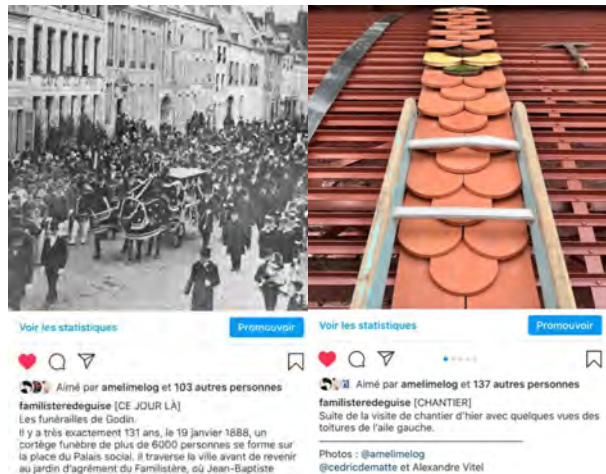 Voir les statistiques
Promouvoir
Aimé par amelimelog et 103 autres personnes
familisteredeguise [CE JOUR LÀ]
Les funérailles de Godin.
Il y a très exactement 131 ans, le 19 janvier 1888, un
cortège funèbre de plus de 6000 personnes se forme sur
la place du Palais social. Il traverse la ville avant de revenir
au jardin d'agrément du Familistère, où Jean-Baptiste
Voir les statistiques
Promouvoir
Aimé par amelimelog et 137 autres personnes
familisteredeguise [CHANTIER]
Suite de la visite de chantier d'hier avec quelques vues des
toitures de l'aile gauche.
Photos : @amelimelog
@cedricdematte et Alexandre Vitel